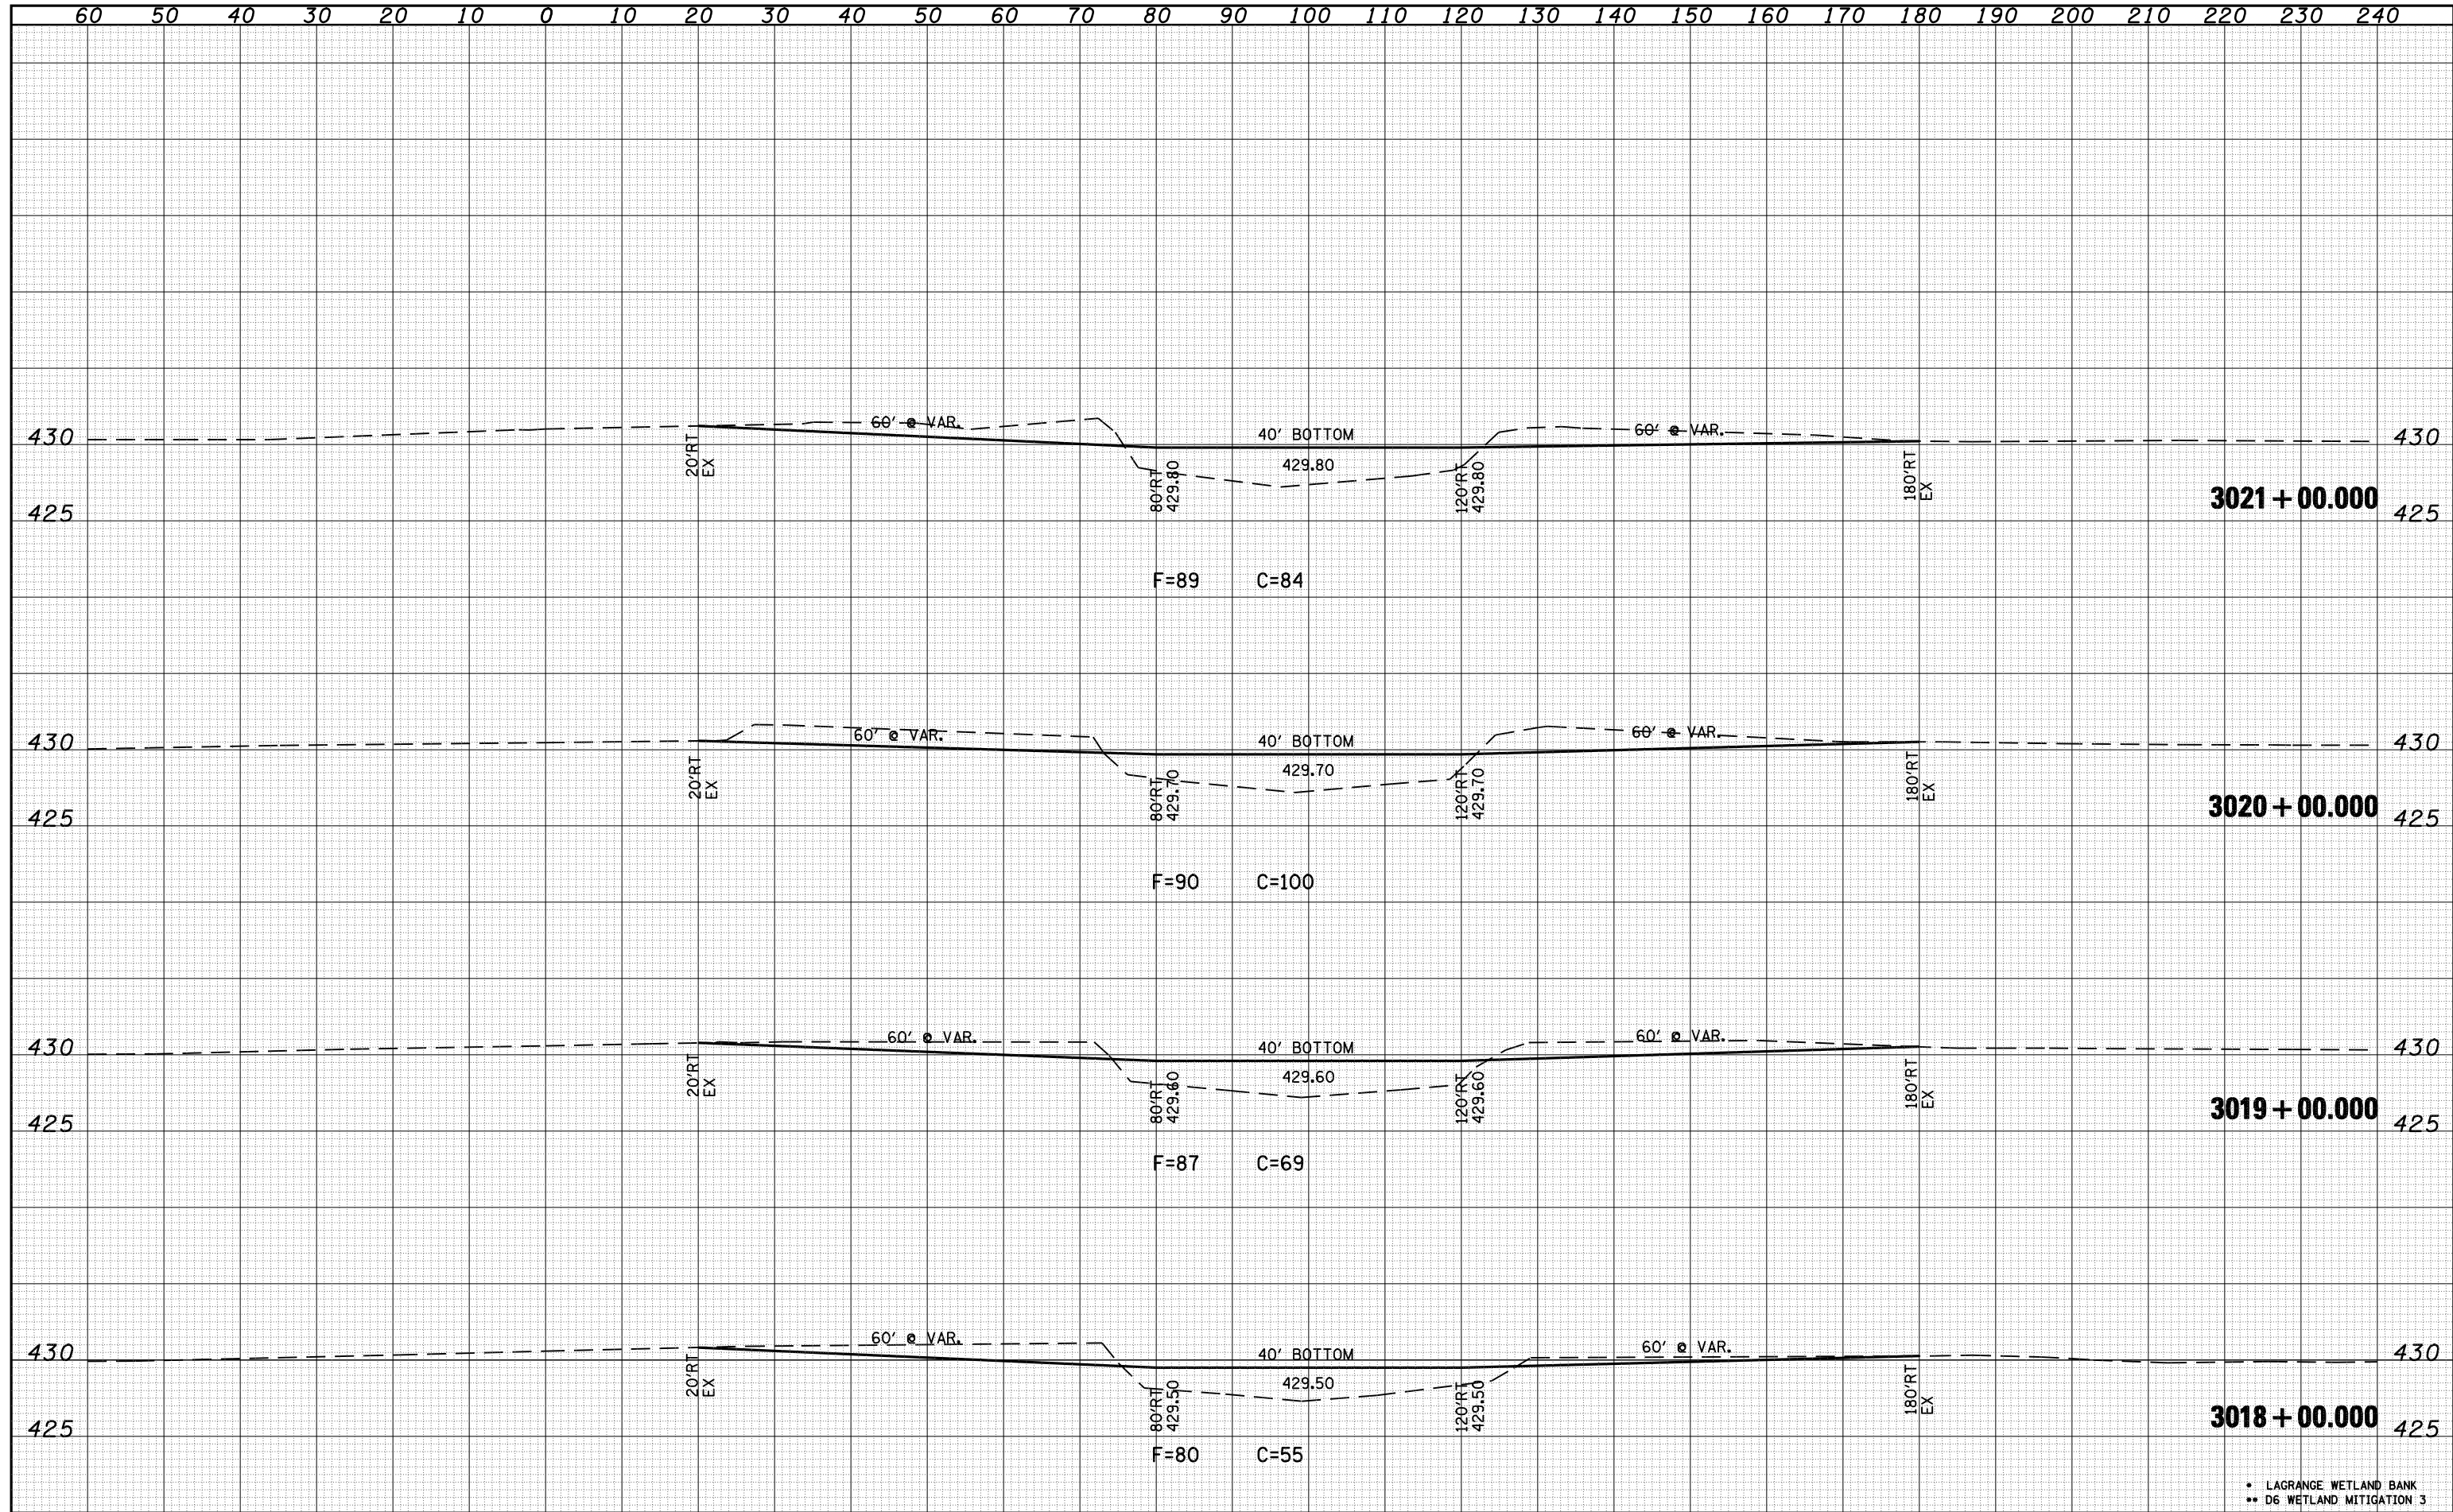 60 50 40 30 20 10 0 10 20 30 40 50 60 70 80 90 100 110 120 130 140 150 160 170 180 190 200 210 220 230 240
60' @ VAR.
40' BOTTOM
60' @ VAR.
430
430
20'RT
EX
80'RT
429.80
429.80
120'RT
429.80
180'RT
EX
3021+00.000
425
425
F=89 C=84
60' @ VAR.
40' BOTTOM
60' @ VAR.
430
430
20'RT
EX
80'RT
429.70
429.70
120'RT
429.70
180'RT
EX
3020+00.000
425
425
F=90 C=100
60' @ VAR.
40' BOTTOM
60' @ VAR.
430
430
20'RT
EX
80'RT
429.60
429.60
120'RT
429.60
180'RT
EX
3019+00.000
425
425
F=87 C=69
60' @ VAR.
40' BOTTOM
60' @ VAR.
430
430
20'RT
EX
80'RT
429.50
429.50
120'RT
429.50
180'RT
EX
3018+00.000
425
425
F=80 C=55
* LAGRANGE WETLAND BANK
** D6 WETLAND MITIGATION 3